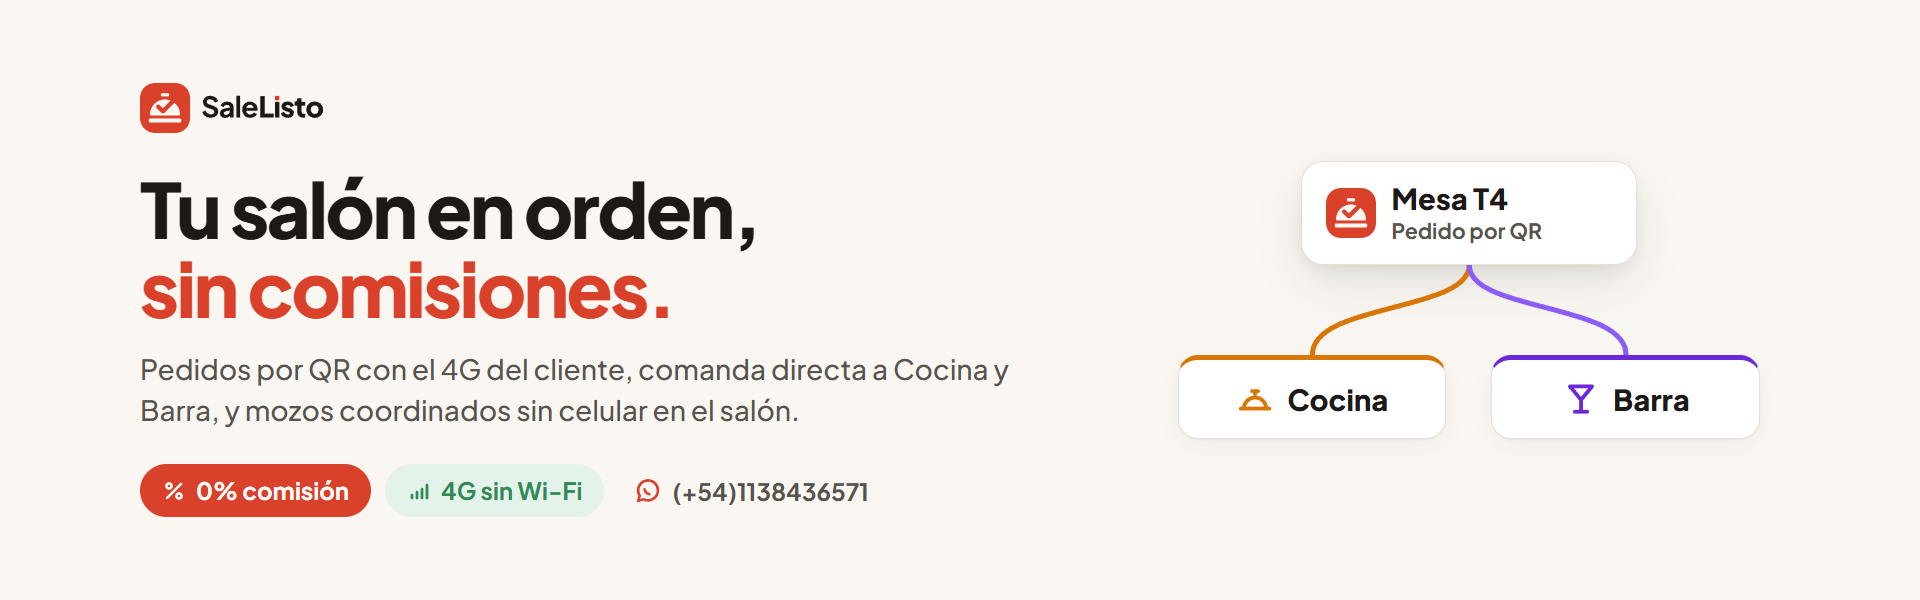 SaleListo
Tu salón en orden,
sin comisiones.
Pedidos por QR con el 4G del cliente, comanda directa a Cocina y
Barra, y mozos coordinados sin celular en el salón.
% 0% comisión
4G sin Wi-Fi
(+54)1138436571
Mesa T4
Pedido por QR
Cocina
Barra